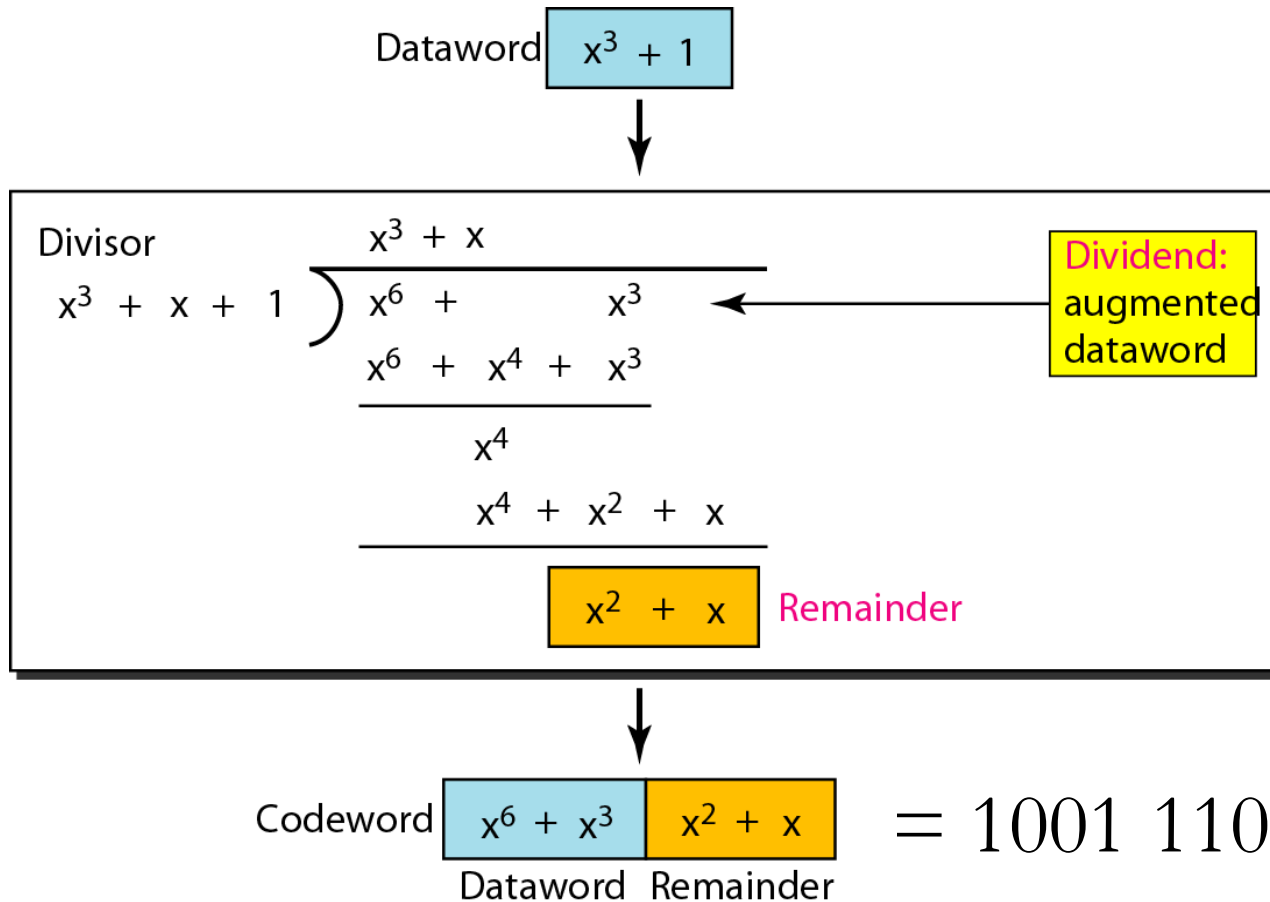 Dataword x³ + 1
Divisor
x³ + x
x³ + x + 1
x⁶ + x³
Dividend:
augmented
dataword
x⁶ + x⁴ + x³
x⁴
x⁴ + x² + x
x² + x Remainder
Codeword x⁶ + x³ x² + x = 1001 110
Dataword Remainder